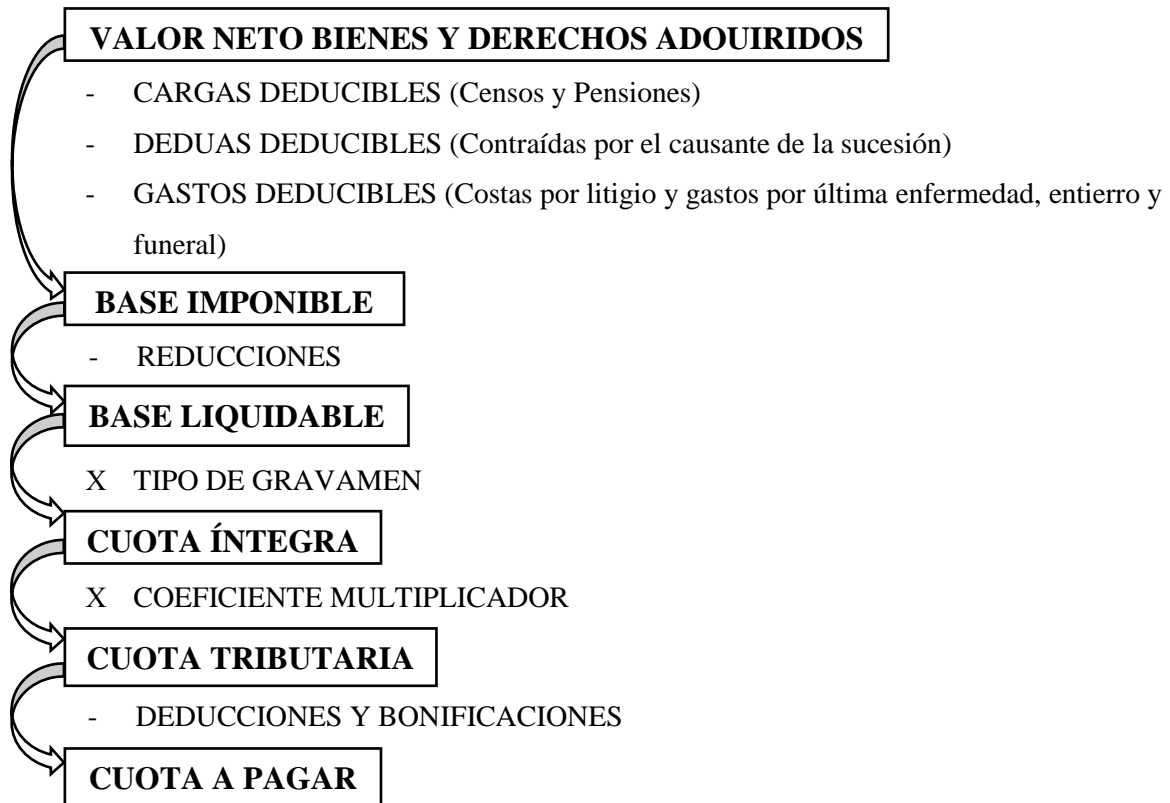 VALOR NETO BIENES Y DERECHOS ADOUIRIDOS
- CARGAS DEDUCIBLES (Censos y Pensiones)
- DEDUAS DEDUCIBLES (Contraídas por el causante de la sucesión)
- GASTOS DEDUCIBLES (Costas por litigio y gastos por última enfermedad, entierro y
funeral)
BASE IMPONIBLE
- REDUCCIONES
BASE LIQUIDABLE
X TIPO DE GRAVAMEN
CUOTA ÍNTEGRA
X COEFICIENTE MULTIPLICADOR
CUOTA TRIBUTARIA
- DEDUCCIONES Y BONIFICACIONES
CUOTA A PAGAR